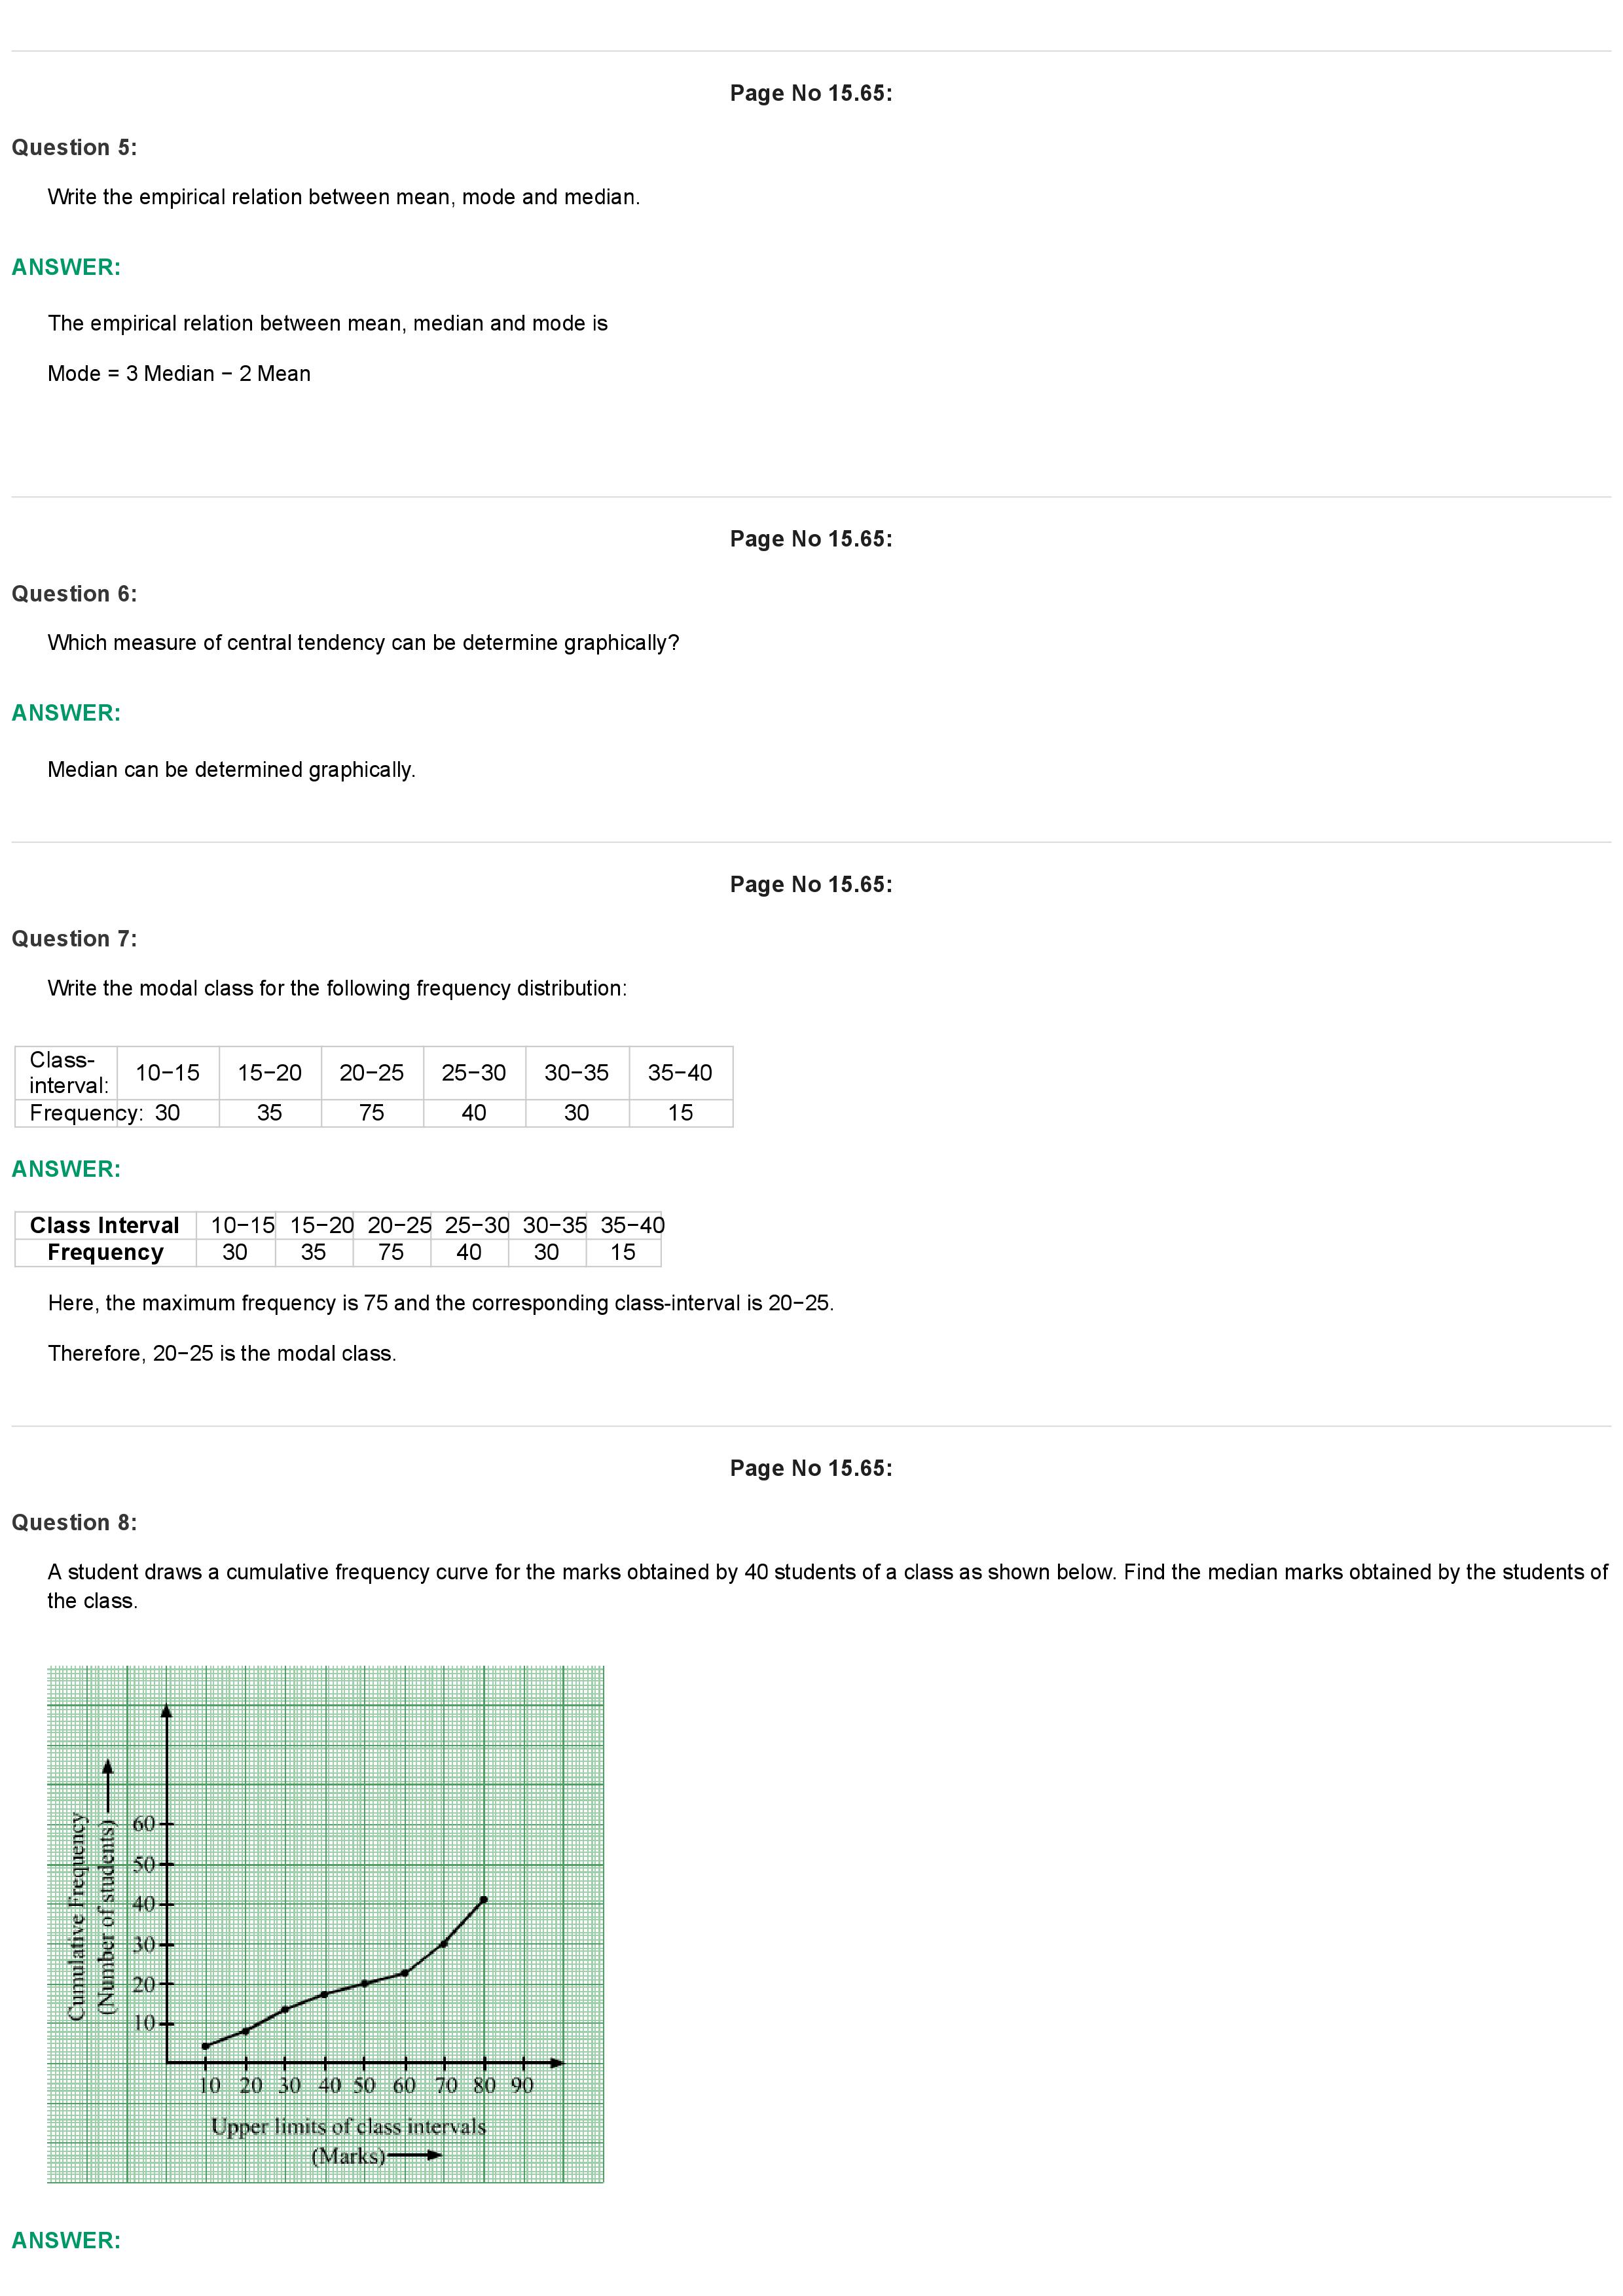 Page No 15.65:
Question 5:
Write the empirical relation between mean, mode and median.
ANSWER:
The empirical relation between mean, median and mode is
Mode = 3 Median − 2 Mean
Page No 15.65:
Question 6:
Which measure of central tendency can be determine graphically?
ANSWER:
Median can be determined graphically.
Page No 15.65:
Question 7:
Write the modal class for the following frequency distribution:
Class-
interval: 10−15 15−20 20−25 25−30 30−35 35−40
Frequency: 30 35 75 40 30 15
ANSWER:
Class Interval 10−15 15−20 20−25 25−30 30−35 35−40
Frequency 30 35 75 40 30 15
Here, the maximum frequency is 75 and the corresponding class-interval is 20−25.
Therefore, 20−25 is the modal class.
Page No 15.65:
Question 8:
A student draws a cumulative frequency curve for the marks obtained by 40 students of a class as shown below. Find the median marks obtained by the students of
the class.
Cumulative Frequency
(Number of students)
60
50
40
30
20
10
10 20 30 40 50 60 70 80 90
Upper limits of class intervals
(Marks)
ANSWER: